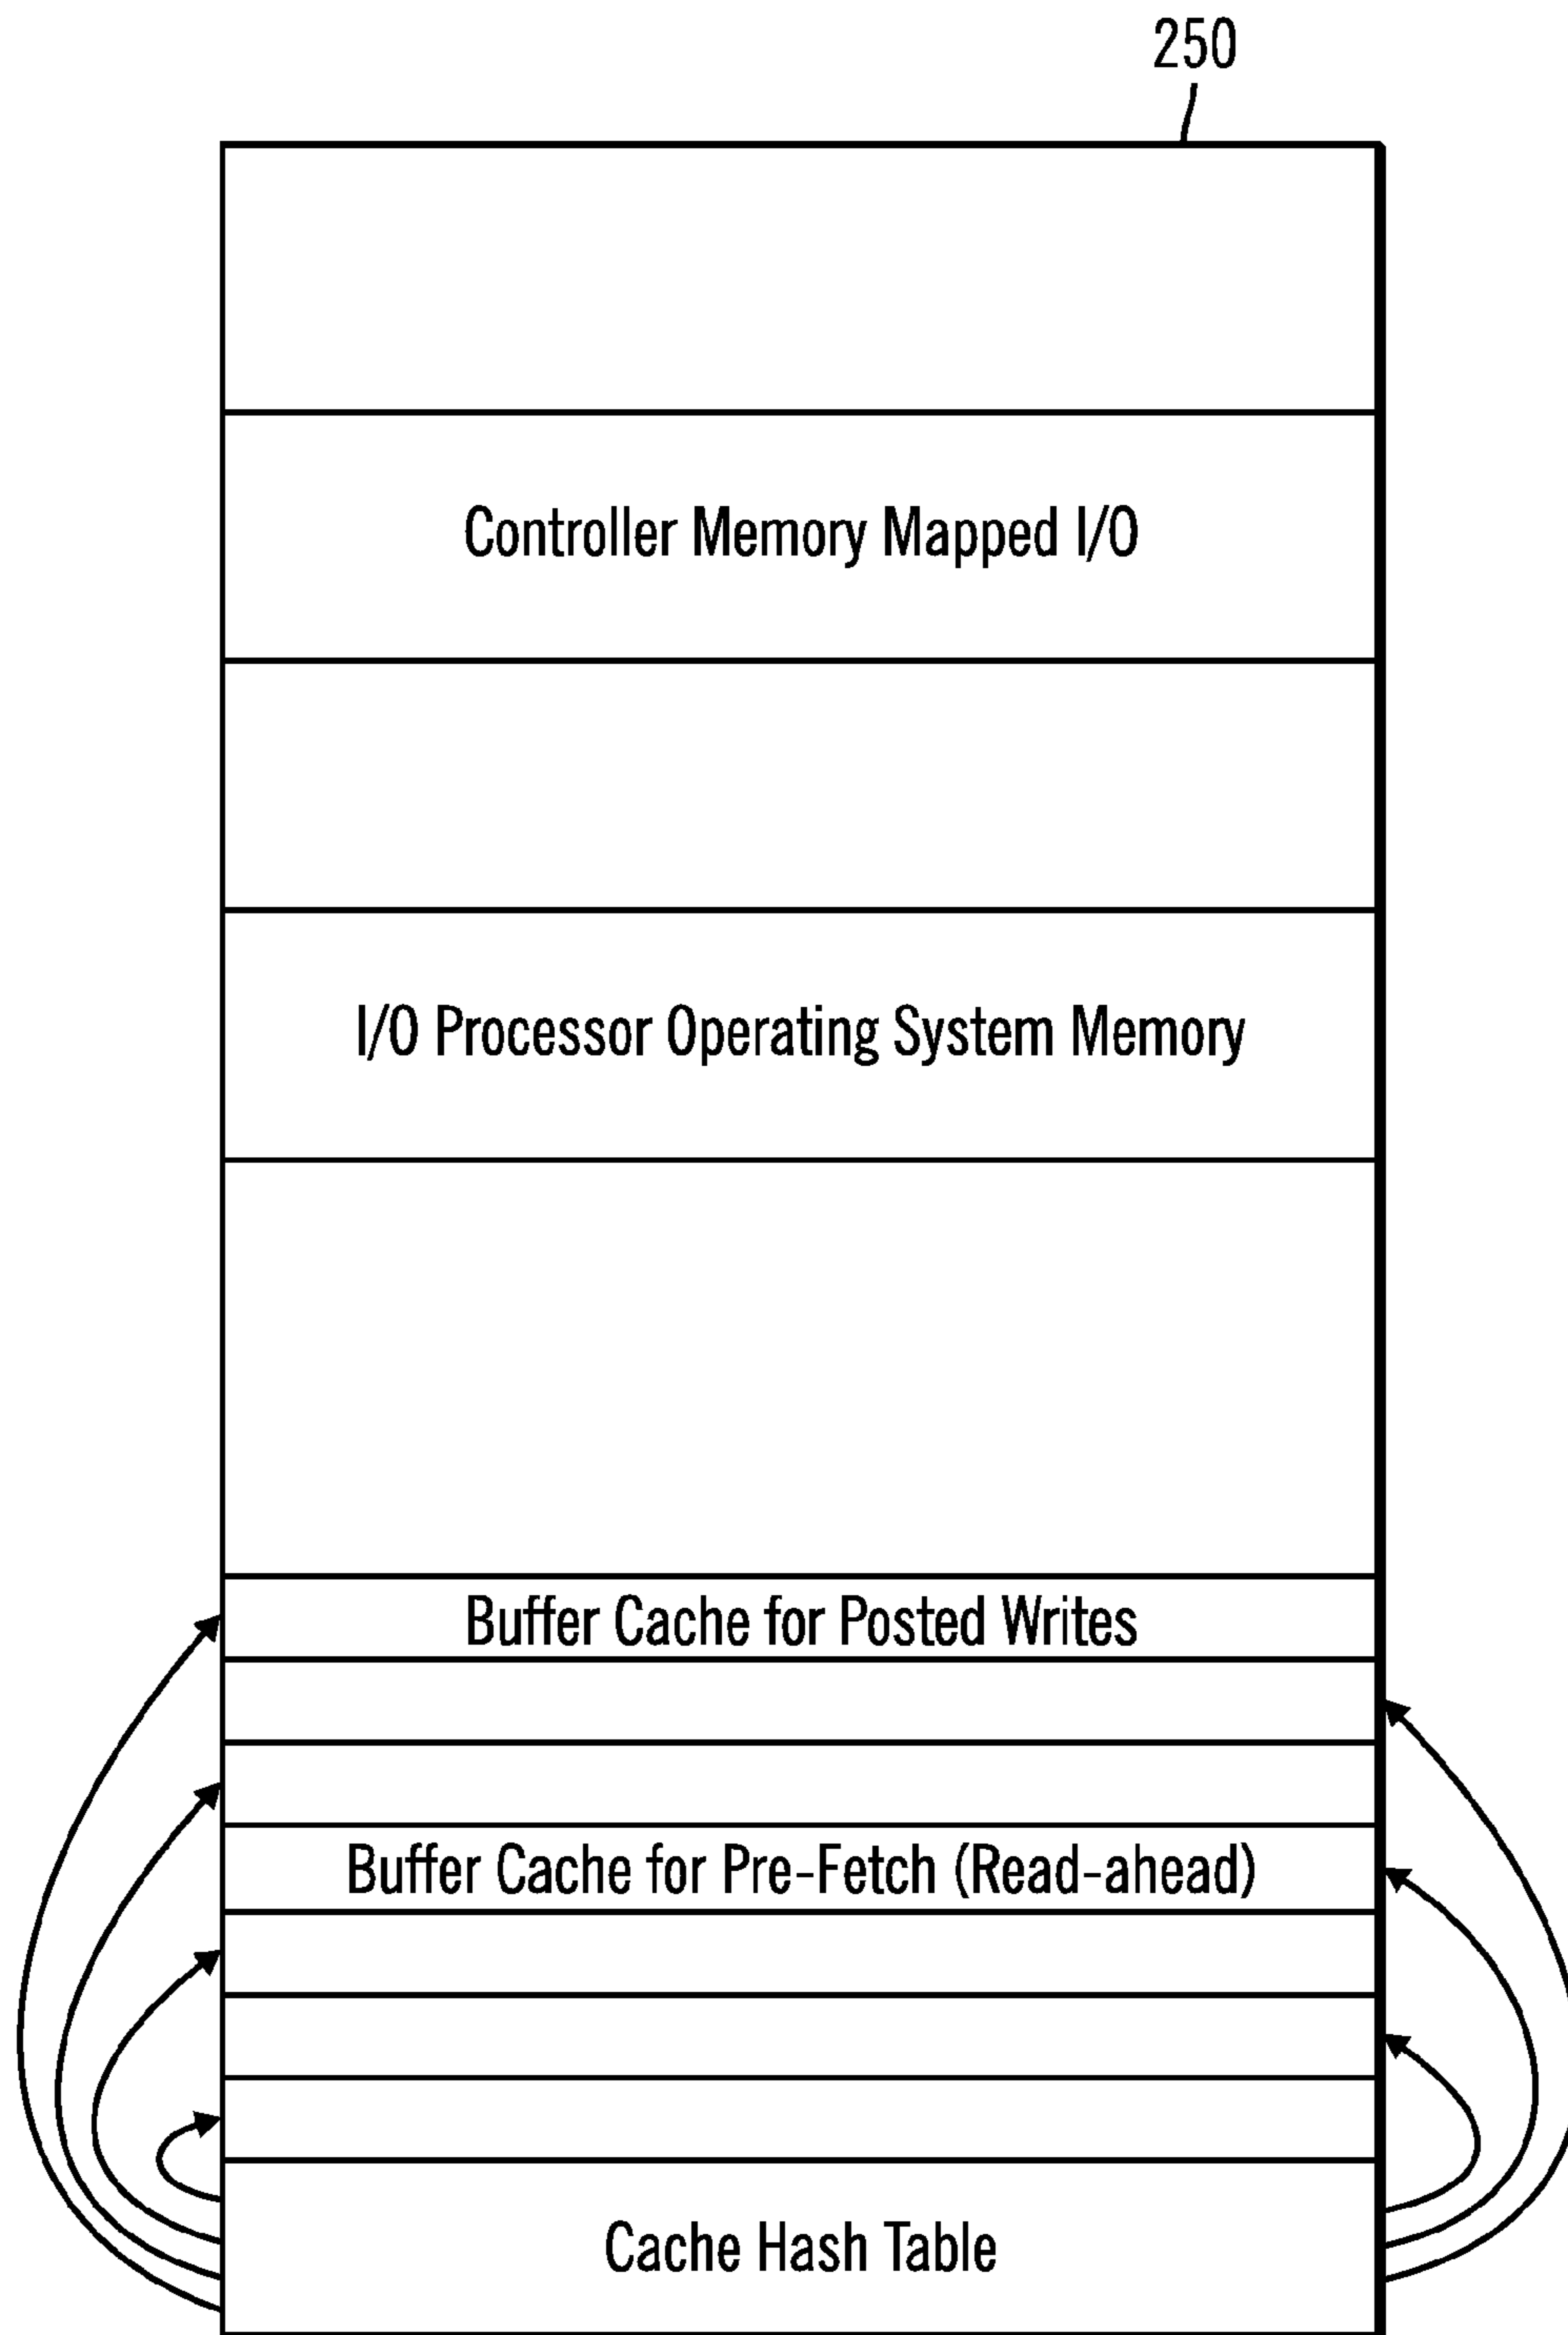 250
Controller Memory Mapped I/O
I/O Processor Operating System Memory
Buffer Cache for Posted Writes
Buffer Cache for Pre-Fetch (Read-ahead)
Cache Hash Table